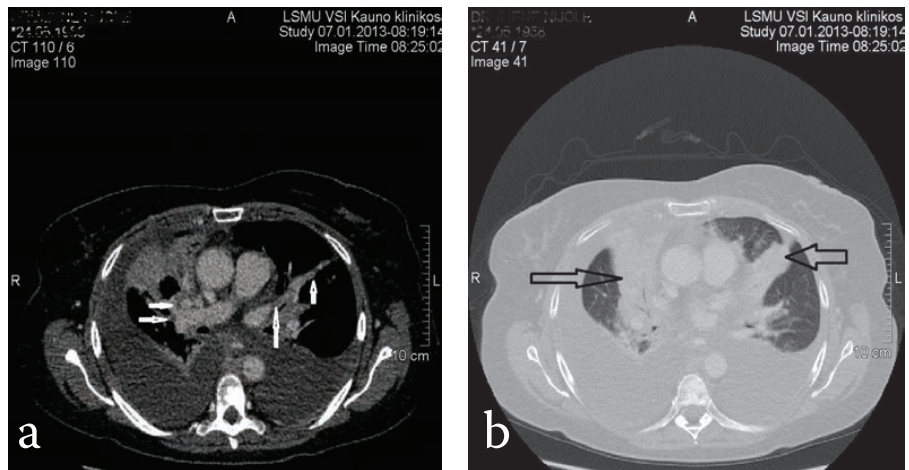 A
LSMU VSI Kauno klinikos
Study 07.01.2013-08:19:14
CT 110 / 6
Image Time 08:25:02
Image 110
R
L
10 cm
a
A
LSMU VSI Kauno klinikos
Study 07.01.2013-08:19:14
CT 41 / 7
Image Time 08:25:02
Image 41
R
L
10 cm
b